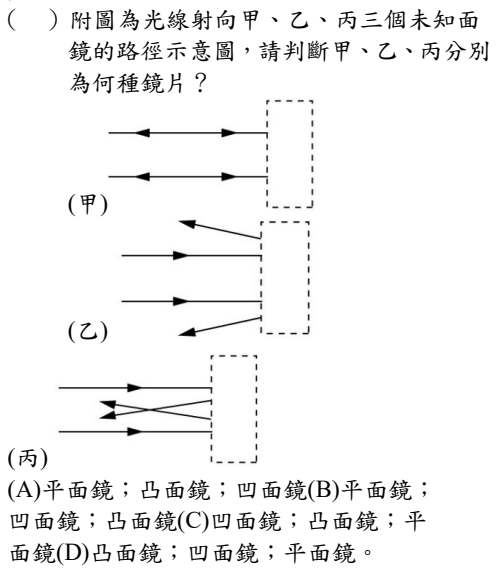 （　）附圖為光線射向甲、乙、丙三個未知面
鏡的路徑示意圖，請判斷甲、乙、丙分別
為何種鏡片？
(甲)
(乙)
(丙)
(A)平面鏡；凸面鏡；凹面鏡(B)平面鏡；
凹面鏡；凸面鏡(C)凹面鏡；凸面鏡；平
面鏡(D)凸面鏡；凹面鏡；平面鏡。